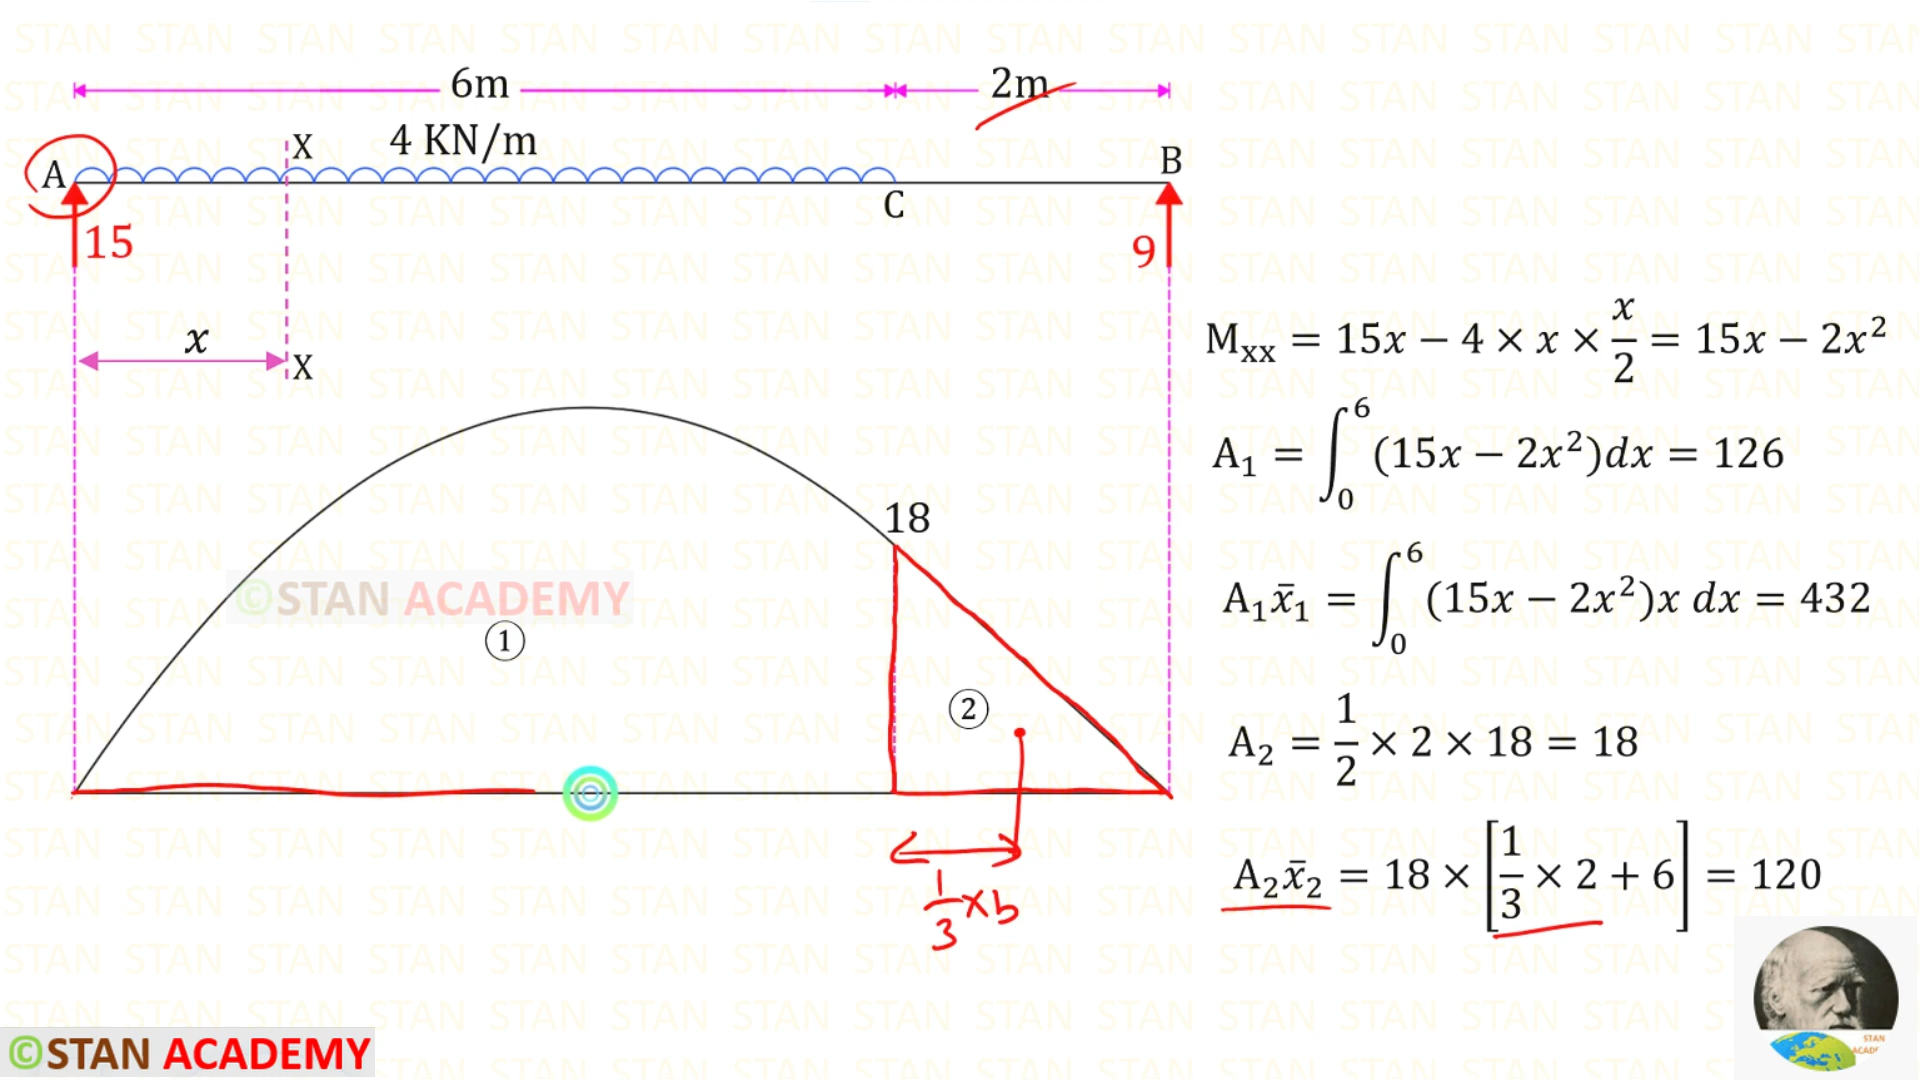 6m
2m
4 KN/m
X
A
B
C
15
9
x
X
18
©STAN ACADEMY
①
②
1/3 × b
Mₓₓ = 15x − 4 × x × x/2 = 15x − 2x²
A₁ = ∫₀⁶ (15x − 2x²)dx = 126
A₁x̄₁ = ∫₀⁶ (15x − 2x²)x dx = 432
A₂ = 1/2 × 2 × 18 = 18
A₂x̄₂ = 18 × [1/3 × 2 + 6] = 120
©STAN ACADEMY
STAN